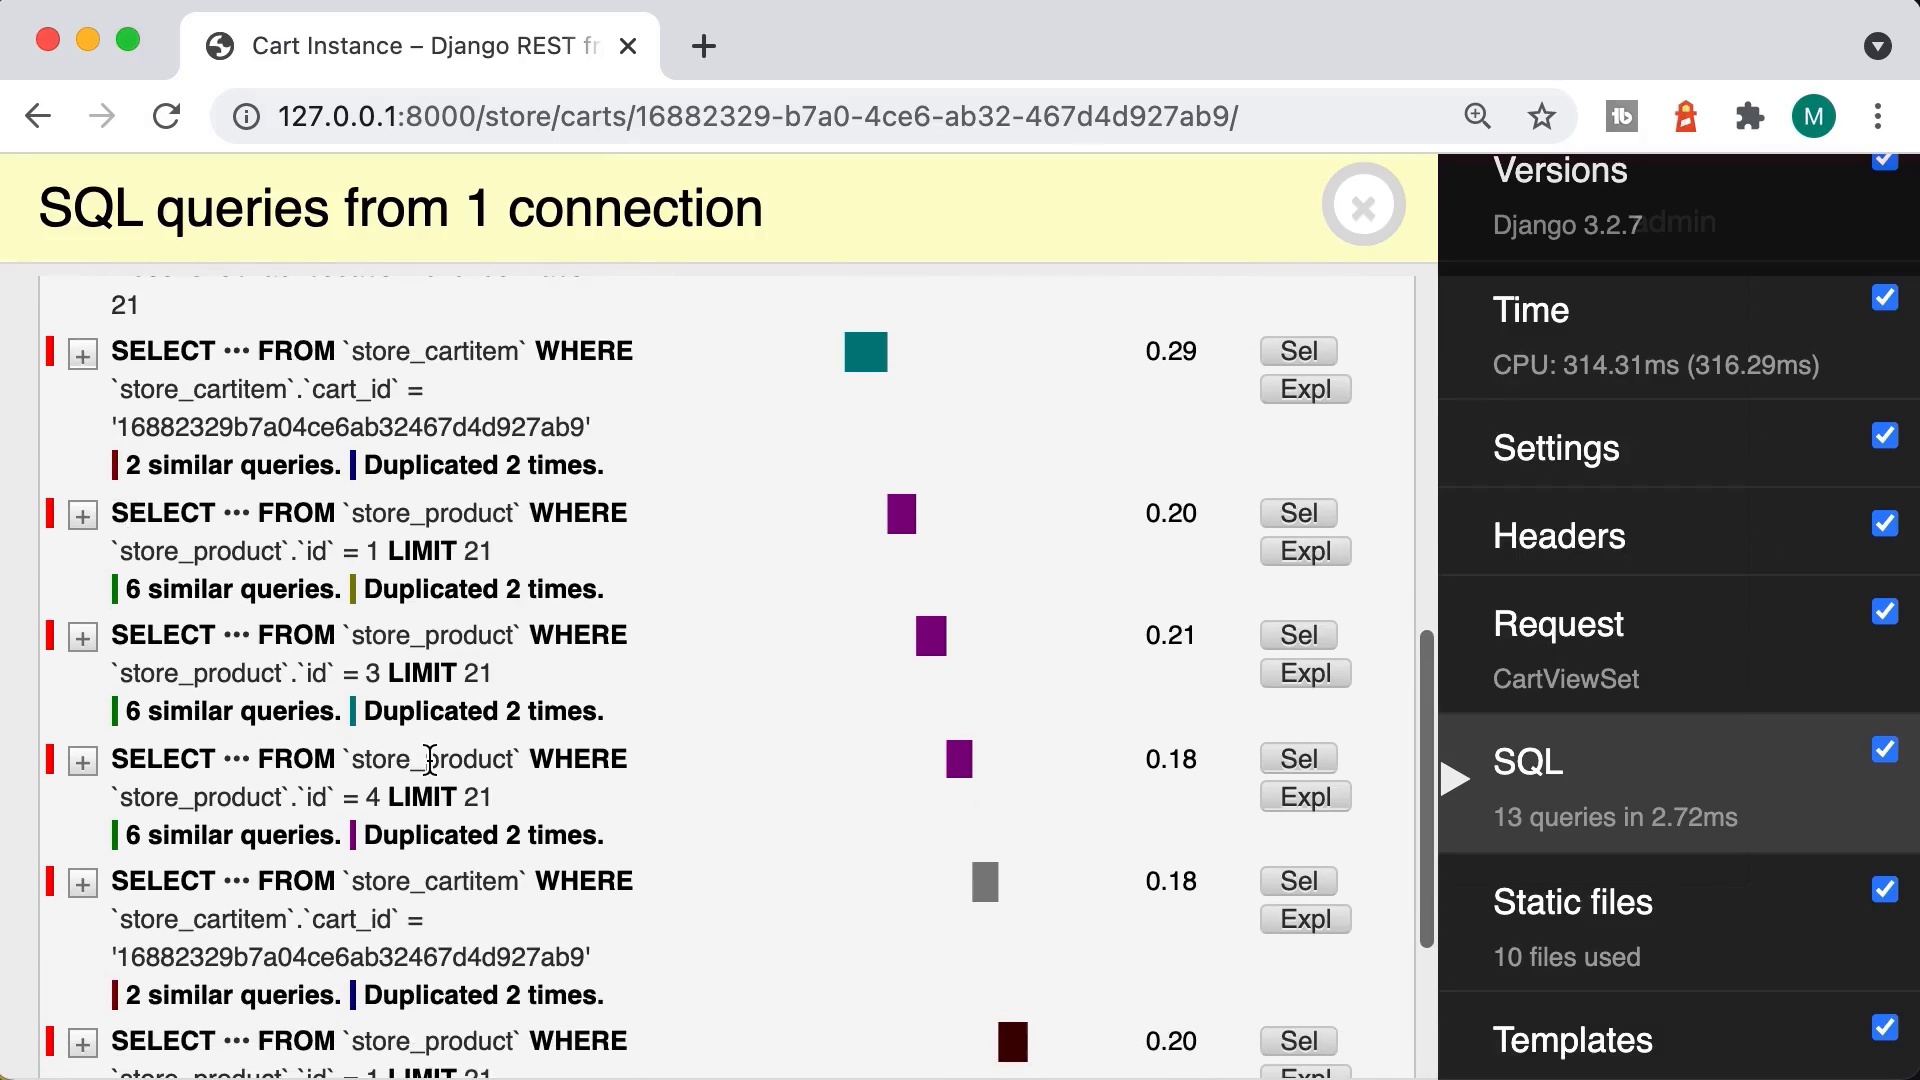 Cart Instance – Django REST fr
127.0.0.1:8000/store/carts/16882329-b7a0-4ce6-ab32-467d4d927ab9/
M
SQL queries from 1 connection
21
SELECT ••• FROM `store_cartitem` WHERE 0.29 Sel
`store_cartitem`.`cart_id` = Expl
'16882329b7a04ce6ab32467d4d927ab9'
2 similar queries. Duplicated 2 times.
SELECT ••• FROM `store_product` WHERE 0.20 Sel
`store_product`.`id` = 1 LIMIT 21 Expl
6 similar queries. Duplicated 2 times.
SELECT ••• FROM `store_product` WHERE 0.21 Sel
`store_product`.`id` = 3 LIMIT 21 Expl
6 similar queries. Duplicated 2 times.
SELECT ••• FROM `store_product` WHERE 0.18 Sel
`store_product`.`id` = 4 LIMIT 21 Expl
6 similar queries. Duplicated 2 times.
SELECT ••• FROM `store_cartitem` WHERE 0.18 Sel
`store_cartitem`.`cart_id` = Expl
'16882329b7a04ce6ab32467d4d927ab9'
2 similar queries. Duplicated 2 times.
SELECT ••• FROM `store_product` WHERE 0.20 Sel
`store_product`.`id` = 1 LIMIT 21 Expl
Versions
Django 3.2.7
admin
Time
CPU: 314.31ms (316.29ms)
Settings
Headers
Request
CartViewSet
SQL
13 queries in 2.72ms
Static files
10 files used
Templates